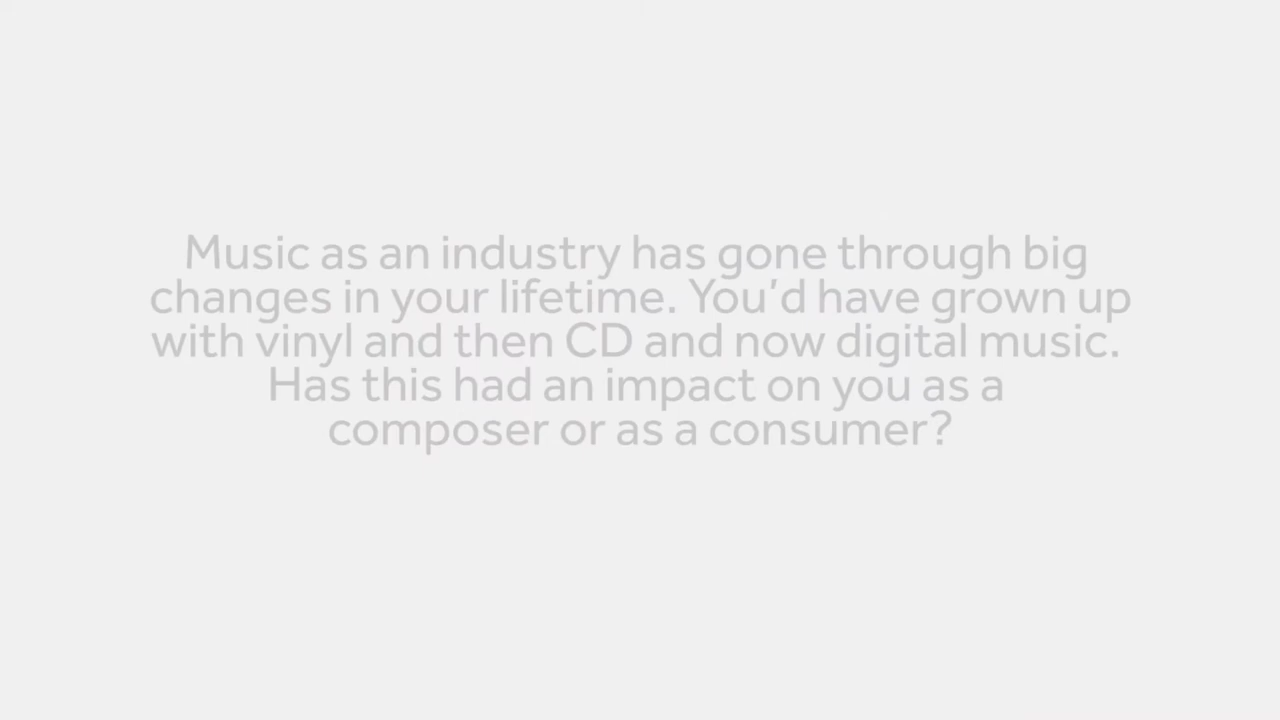 Music as an industry has gone through big
changes in your lifetime. You’d have grown up
with vinyl and then CD and now digital music.
Has this had an impact on you as a
composer or as a consumer?